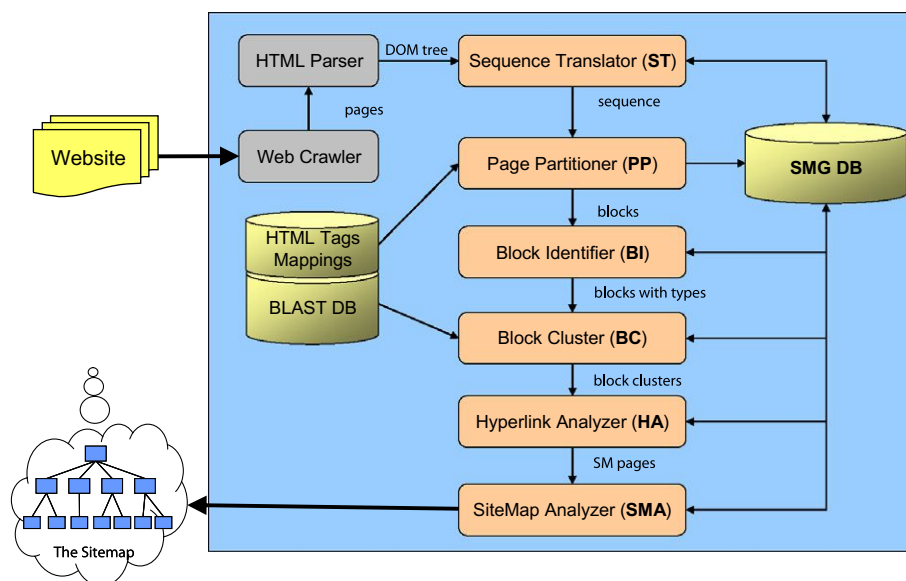 DOM tree
HTML Parser
Sequence Translator (ST)
pages
sequence
Website
Web Crawler
Page Partitioner (PP)
SMG DB
blocks
HTML Tags
Mappings
Block Identifier (BI)
BLAST DB
blocks with types
Block Cluster (BC)
block clusters
Hyperlink Analyzer (HA)
SM pages
SiteMap Analyzer (SMA)
The Sitemap